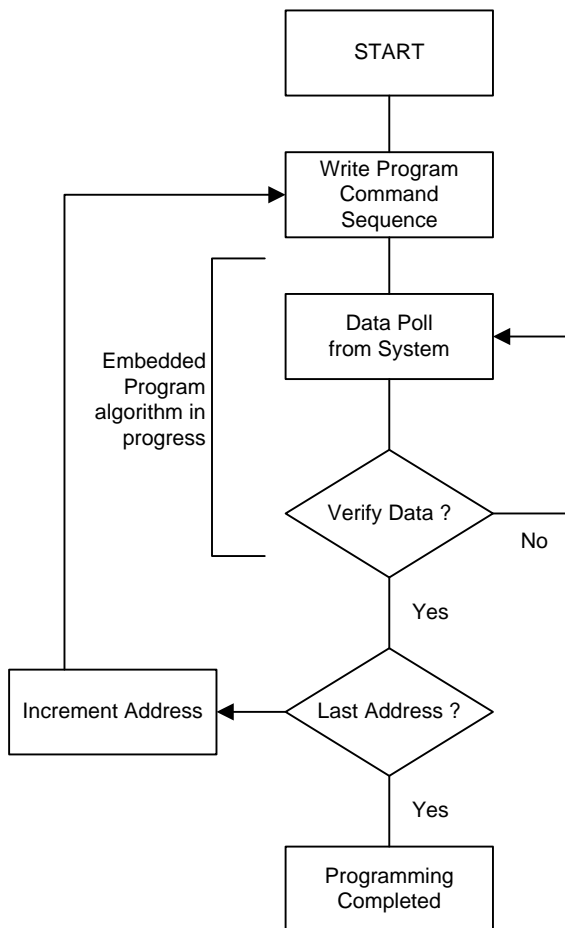 START
Write Program
Command
Sequence
Data Poll
from System
Embedded
Program
algorithm in
progress
Verify Data ?
No
Yes
Increment Address
Last Address ?
Yes
Programming
Completed